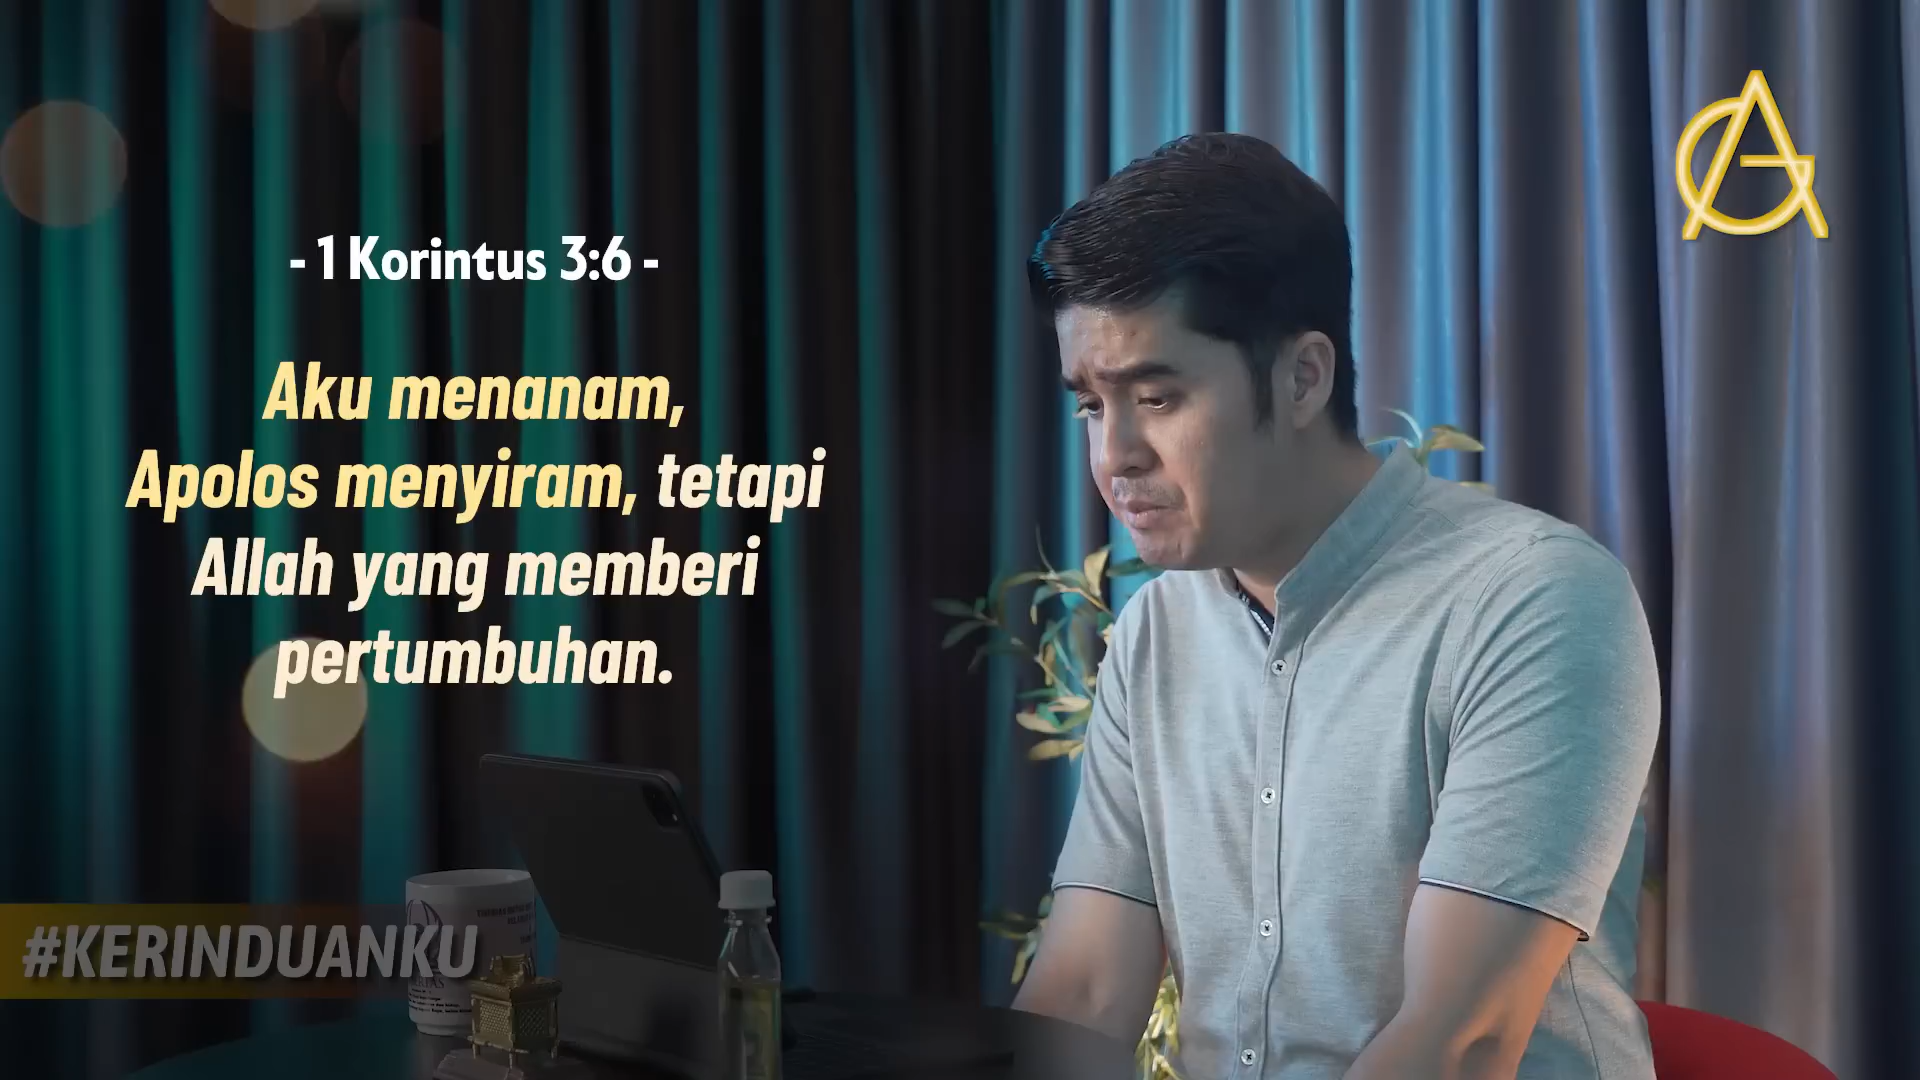 - 1 Korintus 3:6 -
Aku menanam,
Apolos menyiram, tetapi
Allah yang memberi
pertumbuhan.
#KERINDUANKU